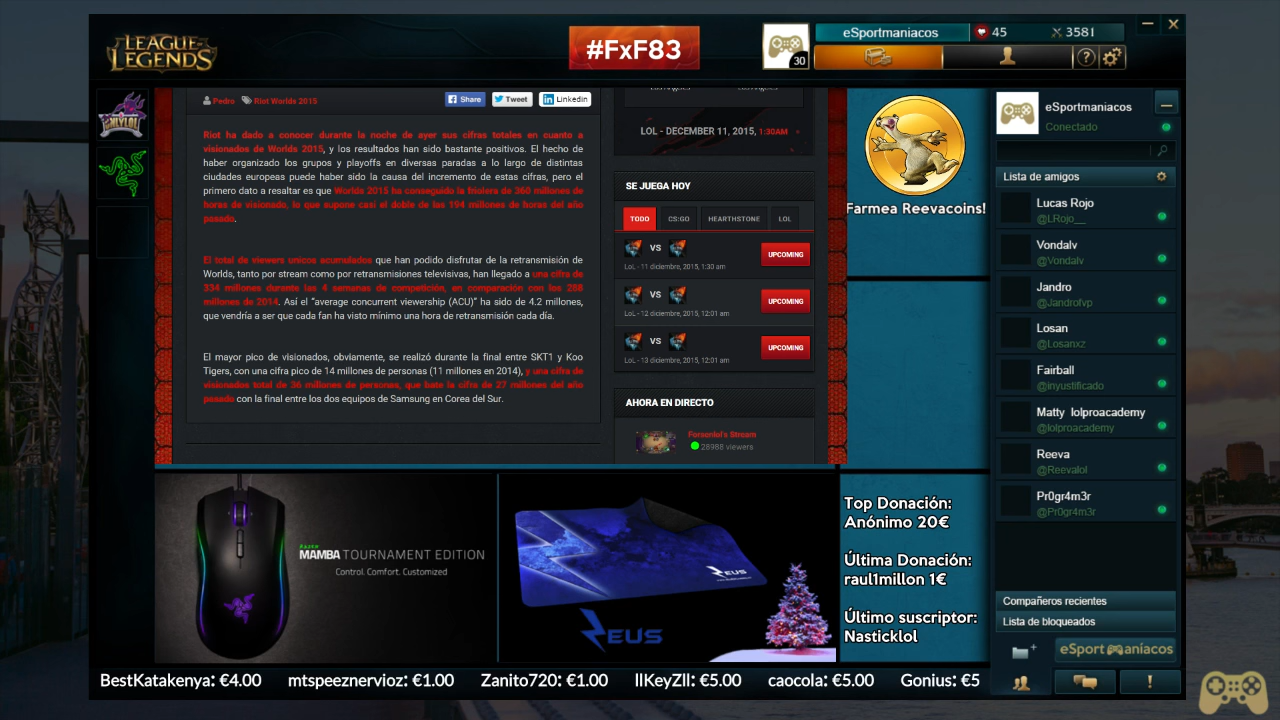 LEAGUE
OF
LEGENDS
#FxF83
30
eSportmaniacos
45
3581
?
ONLYLOL
Pedro
Riot Worlds 2015
Share
Tweet
Linkedin
Riot ha dado a conocer durante la noche de ayer sus cifras totales en cuanto a
visionados de Worlds 2015, y los resultados han sido bastante positivos. El hecho de
haber organizado los grupos y playoffs en diversas paradas a lo largo de distintas
ciudades europeas puede haber sido la causa del incremento de estas cifras, pero el
primero dato a resaltar es que Worlds 2015 ha conseguido la friolera de 360 millones de
horas de visionado, lo que supone casi el doble de las 194 millones de horas del año
pasado.
El total de viewers unicos acumulados que han podido disfrutar de la retransmisión de
Worlds, tanto por stream como por retransmisiones televisivas, han llegado a una cifra de
334 millones durante las 4 semanas de competición, en comparación con los 288
millones de 2014. Así el “average concurrent viewership (ACU)” ha sido de 4.2 millones,
que vendría a ser que cada fan ha visto mínimo una hora de retransmisión cada día.
El mayor pico de visionados, obviamente, se realizó durante la final entre SKT1 y Koo
Tigers, con una cifra pico de 14 millones de personas (11 millones en 2014), y una cifra de
visionados total de 36 millones de personas, que bate la cifra de 27 millones del año
pasado con la final entre los dos equipos de Samsung en Corea del Sur.
LOL - DECEMBER 11, 2015, 1:30AM
SE JUEGA HOY
TODO
CS:GO
HEARTHSTONE
LOL
VS
UPCOMING
LoL - 11 diciembre, 2015, 1:30 am
VS
UPCOMING
LoL - 12 diciembre, 2015, 12:01 am
VS
UPCOMING
LoL - 13 diciembre, 2015, 12:01 am
AHORA EN DIRECTO
Forsenlol's Stream
28988 viewers
Farmea Reevacoins!
eSportmaniacos
Conectado
Lista de amigos
Lucas Rojo
@LRojo__
Vondalv
@Vondalv
Jandro
@Jandrofvp
Losan
@Losanxz
Fairball
@inyustificado
Matty lolproacademy
@lolproacademy
Reeva
@Reevalol
Pr0gr4m3r
@Pr0gr4m3r
Compañeros recientes
Lista de bloqueados
eSportmaníacos
RAZER
MAMBA TOURNAMENT EDITION
Control. Comfort. Customized
ZEUS
ZEUS
Top Donación:
Anónimo 20€
Última Donación:
raul1millon 1€
Último suscriptor:
Nasticklol
BestKatakenya: €4.00
mtspeeznervioz: €1.00
Zanito720: €1.00
llKeyZll: €5.00
caocola: €5.00
Gonius: €5